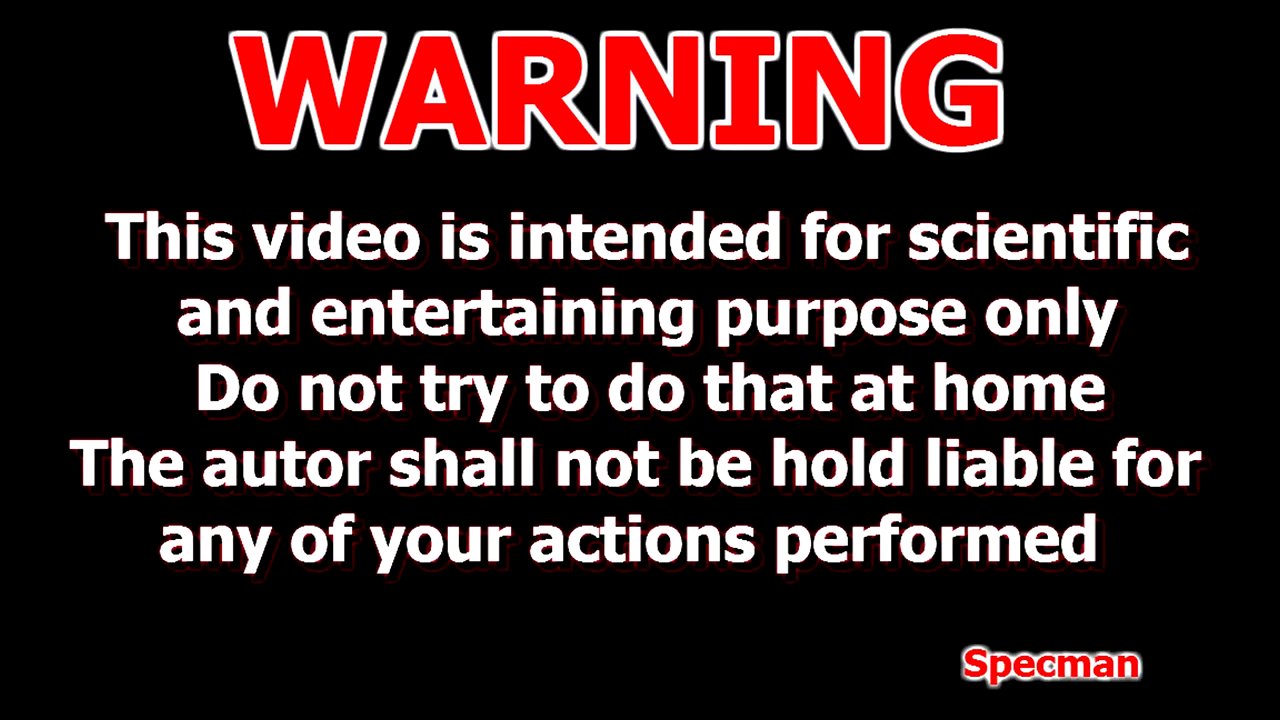 WARNING
This video is intended for scientific
and entertaining purpose only
Do not try to do that at home
The autor shall not be hold liable for
any of your actions performed
Specman